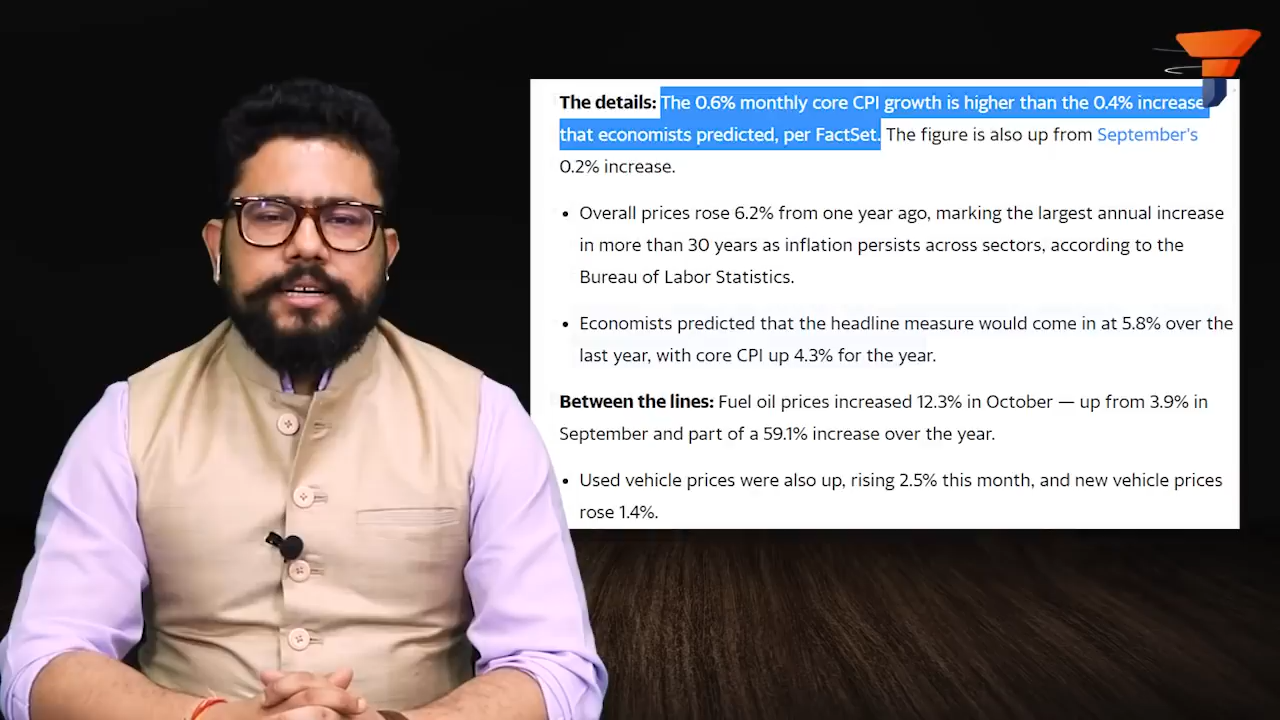 The details: The 0.6% monthly core CPI growth is higher than the 0.4% increase
that economists predicted, per FactSet. The figure is also up from September's
0.2% increase.
• Overall prices rose 6.2% from one year ago, marking the largest annual increase
in more than 30 years as inflation persists across sectors, according to the
Bureau of Labor Statistics.
• Economists predicted that the headline measure would come in at 5.8% over the
last year, with core CPI up 4.3% for the year.
Between the lines: Fuel oil prices increased 12.3% in October — up from 3.9% in
September and part of a 59.1% increase over the year.
• Used vehicle prices were also up, rising 2.5% this month, and new vehicle prices
rose 1.4%.